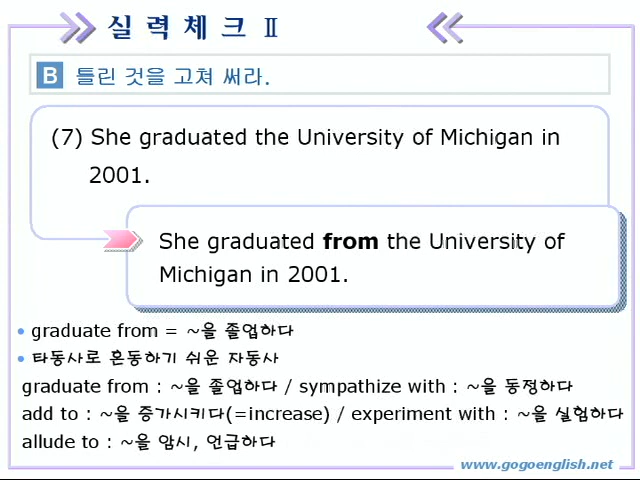 실 력 체 크 Ⅱ
B 틀린 것을 고쳐 써라.
(7) She graduated the University of Michigan in
2001.
She graduated from the University of
Michigan in 2001.
• graduate from = ~을 졸업하다
• 타동사로 혼동하기 쉬운 자동사
graduate from : ~을 졸업하다 / sympathize with : ~을 동정하다
add to : ~을 증가시키다(=increase) / experiment with : ~을 실험하다
allude to : ~을 암시, 언급하다
www.gogoenglish.net